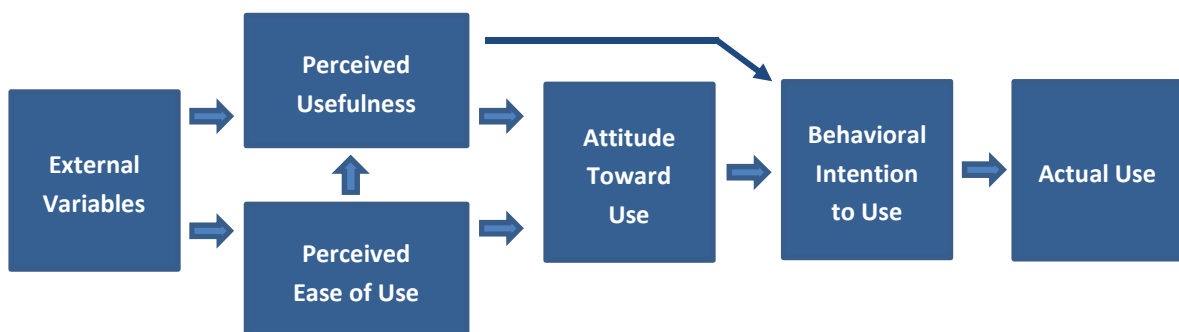 External
Variables
Perceived
Usefulness
Perceived
Ease of Use
Attitude
Toward
Use
Behavioral
Intention
to Use
Actual Use